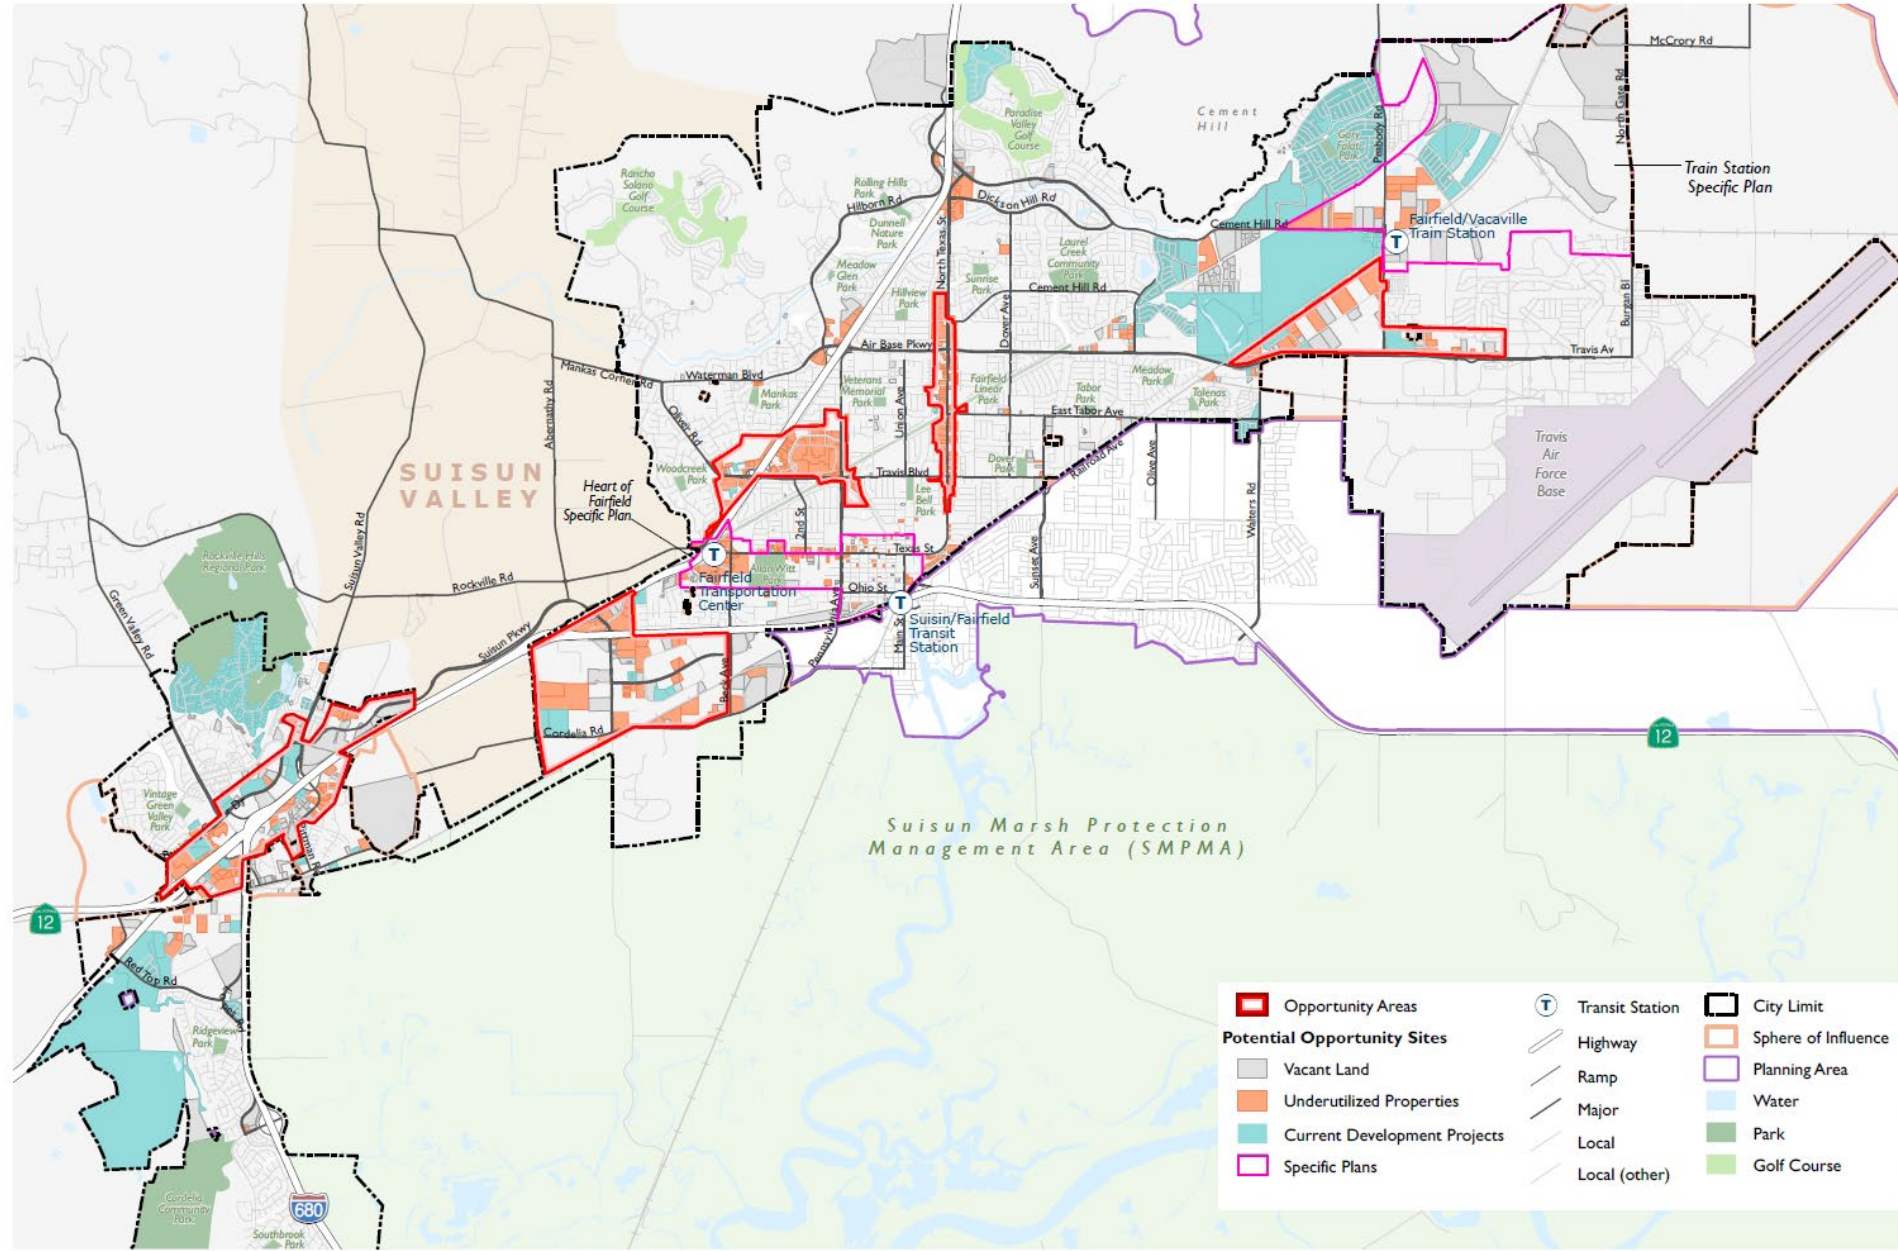 McCrory Rd
North Gate Rd
Cement
Hill
Paradise
Valley
Golf
Course
Gary
Falati
Park
Peabody Rd
Train Station
Specific Plan
Rancho
Solano
Golf
Course
Rolling Hills
Park
Hilborn Rd
Dickson Hill Rd
Dunnell
Nature
Park
North Texas St
Cement Hill Rd
Fairfield/Vacaville
Train Station
T
Laurel
Creek
Community
Park
Meadow
Glen
Park
Sunrise
Park
Hillview
Park
Cement Hill Rd
Dover Ave
Burgan Bl
Air Base Pkwy
Travis Av
Mankas Corner Rd
Waterman Blvd
Abernathy Rd
Mankas
Park
Veterans
Memorial
Park
Union Ave
Fairfield
Linear
Park
Tabor
Park
Meadow
Park
Tolenas
Park
Oliver Rd
East Tabor Ave
Travis
Air
Force
Base
SUISUN
VALLEY
Woodcreek
Park
Travis Blvd
Dover
Park
Railroad Ave
Olive Ave
Walters Rd
Heart of
Fairfield
Specific Plan
Lee
Bell
Park
2nd St
Suisun Valley Rd
Rockville Hills
Regional Park
T
Texas St
Sunset Ave
Rockville Rd
Fairfield
Transportation
Center
Allan Witt
Park
Ohio St
Green Valley Rd
T
Suisin/Fairfield
Transit
Station
Main St
Pennsylvania Ave
Suisun Pkwy
Beck Ave
Cordelia Rd
12
Vintage
Green
Valley
Park
Suisun Marsh Protection
Management Area (SMPMA)
12
Red Top Rd
Ridgeview
Park
Cordelia
Community
Park
680
Southbrook
Park
Opportunity Areas
Potential Opportunity Sites
Vacant Land
Underutilized Properties
Current Development Projects
Specific Plans
T
Transit Station
Highway
Ramp
Major
Local
Local (other)
City Limit
Sphere of Influence
Planning Area
Water
Park
Golf Course